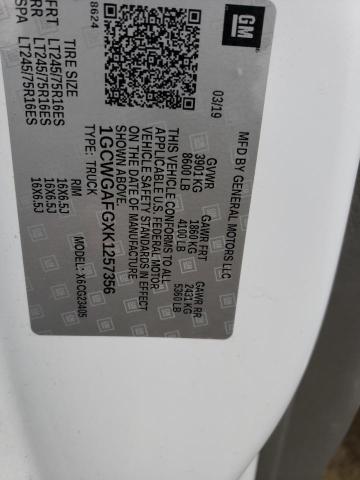 GM
MFD BY GENERAL MOTORS LLC
03/19
GVWR GAWR FRT GAWR RR
3901 KG 1860 KG 2431 KG
8600 LB 4100 LB 5360 LB
THIS VEHICLE CONFORMS TO ALL
APPLICABLE U.S. FEDERAL MOTOR
VEHICLE SAFETY STANDARDS IN EFFECT
ON THE DATE OF MANUFACTURE
SHOWN ABOVE.
1GCWGAFGXK1257356
TYPE: TRUCK MODEL: X6CG23405
8624
TIRE SIZE RIM
FRT LT245/75R16ES 16X6.5J
RR LT245/75R16ES 16X6.5J
SPA LT245/75R16ES 16X6.5J